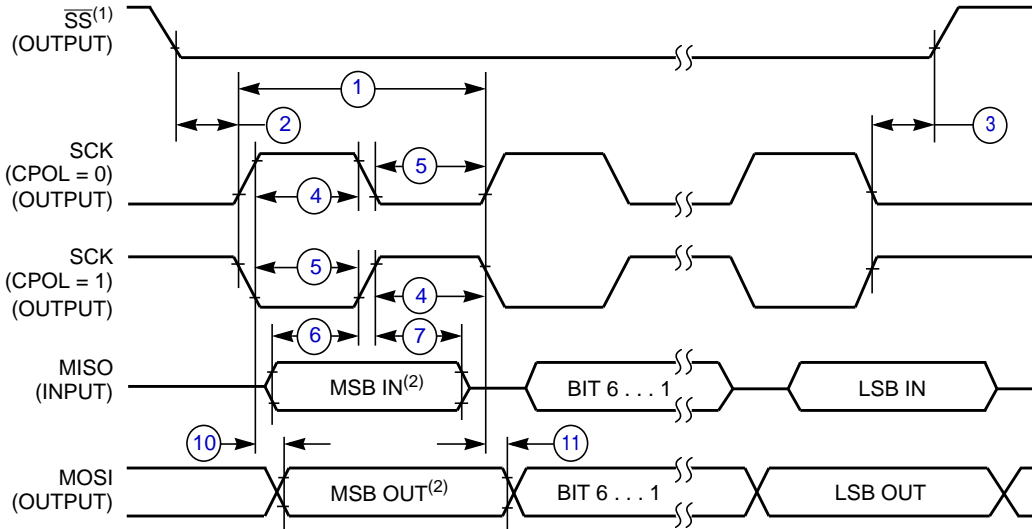 SS(1)
(OUTPUT)
1
2
3
SCK
(CPOL = 0)
(OUTPUT)
5
4
SCK
(CPOL = 1)
(OUTPUT)
5
4
6
7
MISO
(INPUT)
MSB IN(2)
BIT 6 . . . 1
LSB IN
10
11
MOSI
(OUTPUT)
MSB OUT(2)
BIT 6 . . . 1
LSB OUT